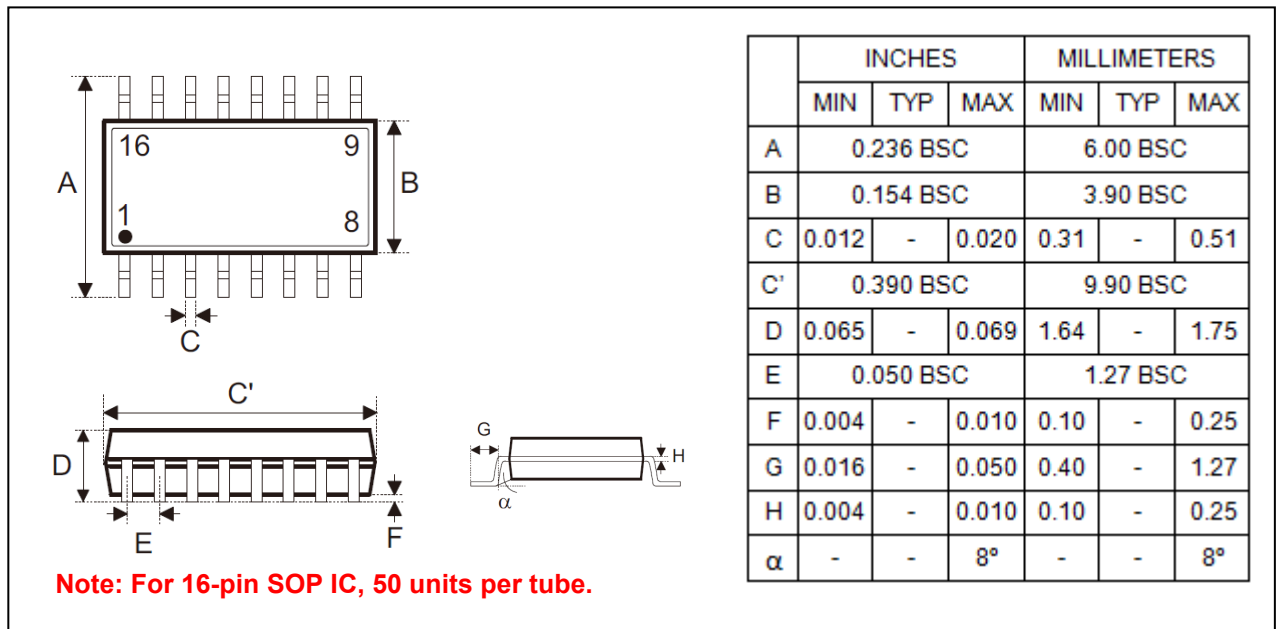 16 9
1 8
A
B
C
C'
D
E
F
G
H
α
Note: For 16-pin SOP IC, 50 units per tube.
INCHES MILLIMETERS
MIN TYP MAX MIN TYP MAX
A 0.236 BSC 6.00 BSC
B 0.154 BSC 3.90 BSC
C 0.012 - 0.020 0.31 - 0.51
C' 0.390 BSC 9.90 BSC
D 0.065 - 0.069 1.64 - 1.75
E 0.050 BSC 1.27 BSC
F 0.004 - 0.010 0.10 - 0.25
G 0.016 - 0.050 0.40 - 1.27
H 0.004 - 0.010 0.10 - 0.25
α - - 8° - - 8°